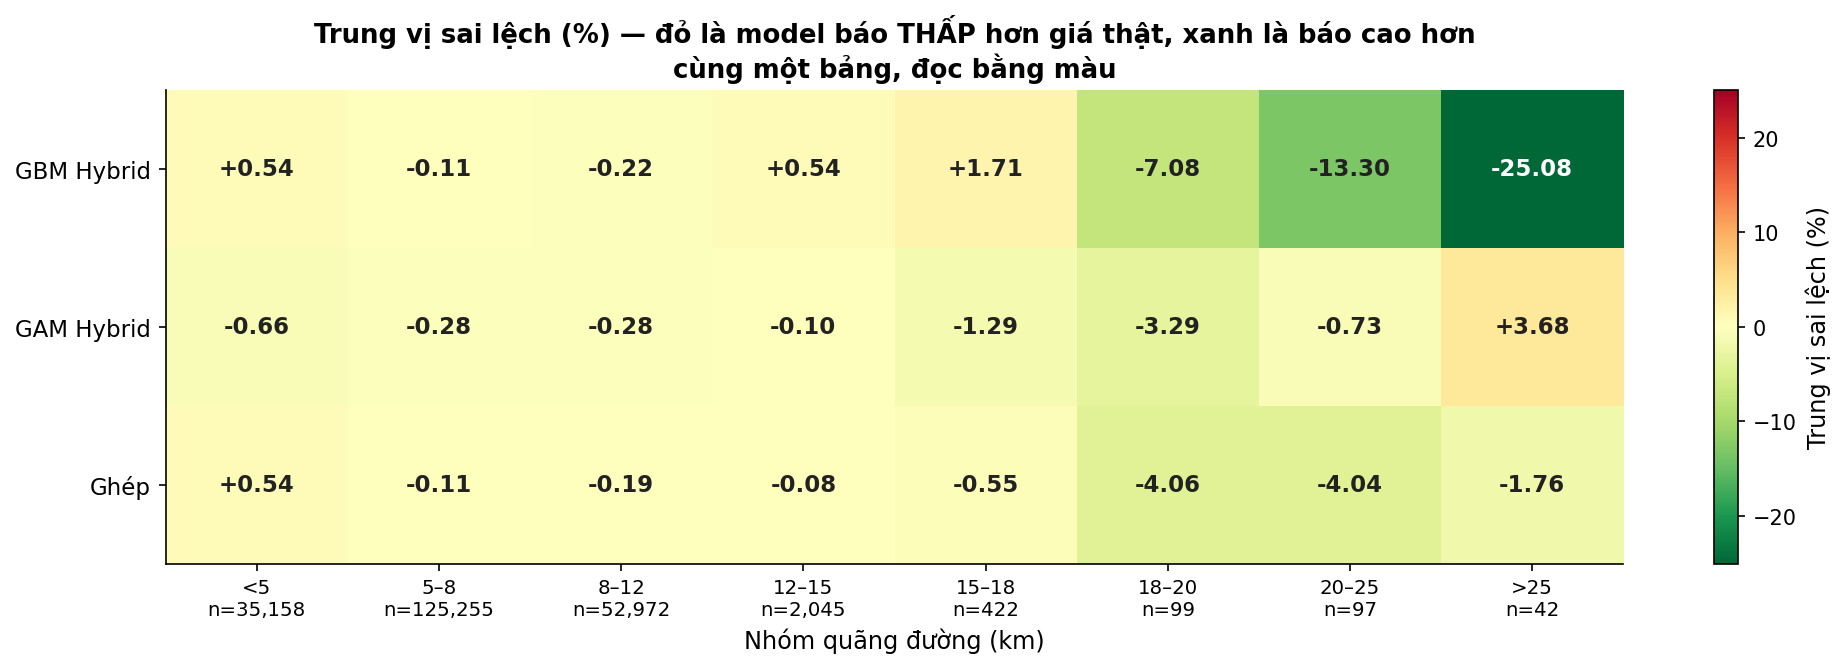 Trung vị sai lệch (%) — đỏ là model báo THẤP hơn giá thật, xanh là báo cao hơn
cùng một bảng, đọc bằng màu
GBM Hybrid
+0.54 -0.11 -0.22 +0.54 +1.71 -7.08 -13.30 -25.08
GAM Hybrid
-0.66 -0.28 -0.28 -0.10 -1.29 -3.29 -0.73 +3.68
Ghép
+0.54 -0.11 -0.19 -0.08 -0.55 -4.06 -4.04 -1.76
<5 5–8 8–12 12–15 15–18 18–20 20–25 >25
n=35,158 n=125,255 n=52,972 n=2,045 n=422 n=99 n=97 n=42
Nhóm quãng đường (km)
20
10
0
−10
−20
Trung vị sai lệch (%)